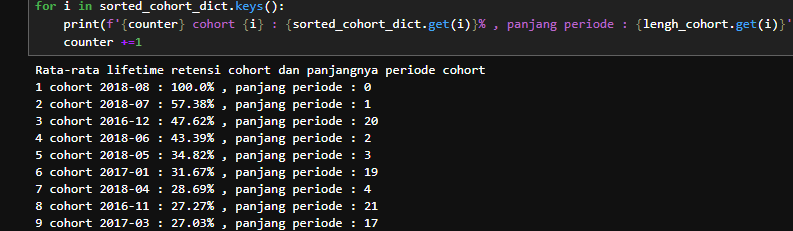 for i in sorted_cohort_dict.keys():
    print(f'{counter} cohort {i} : {sorted_cohort_dict.get(i)}% , panjang periode : {lengh_cohort.get(i)}'
    counter +=1
Rata-rata lifetime retensi cohort dan panjangnya periode cohort
1 cohort 2018-08 : 100.0% , panjang periode : 0
2 cohort 2018-07 : 57.38% , panjang periode : 1
3 cohort 2016-12 : 47.62% , panjang periode : 20
4 cohort 2018-06 : 43.39% , panjang periode : 2
5 cohort 2018-05 : 34.82% , panjang periode : 3
6 cohort 2017-01 : 31.67% , panjang periode : 19
7 cohort 2018-04 : 28.69% , panjang periode : 4
8 cohort 2016-11 : 27.27% , panjang periode : 21
9 cohort 2017-03 : 27.03% , panjang periode : 17